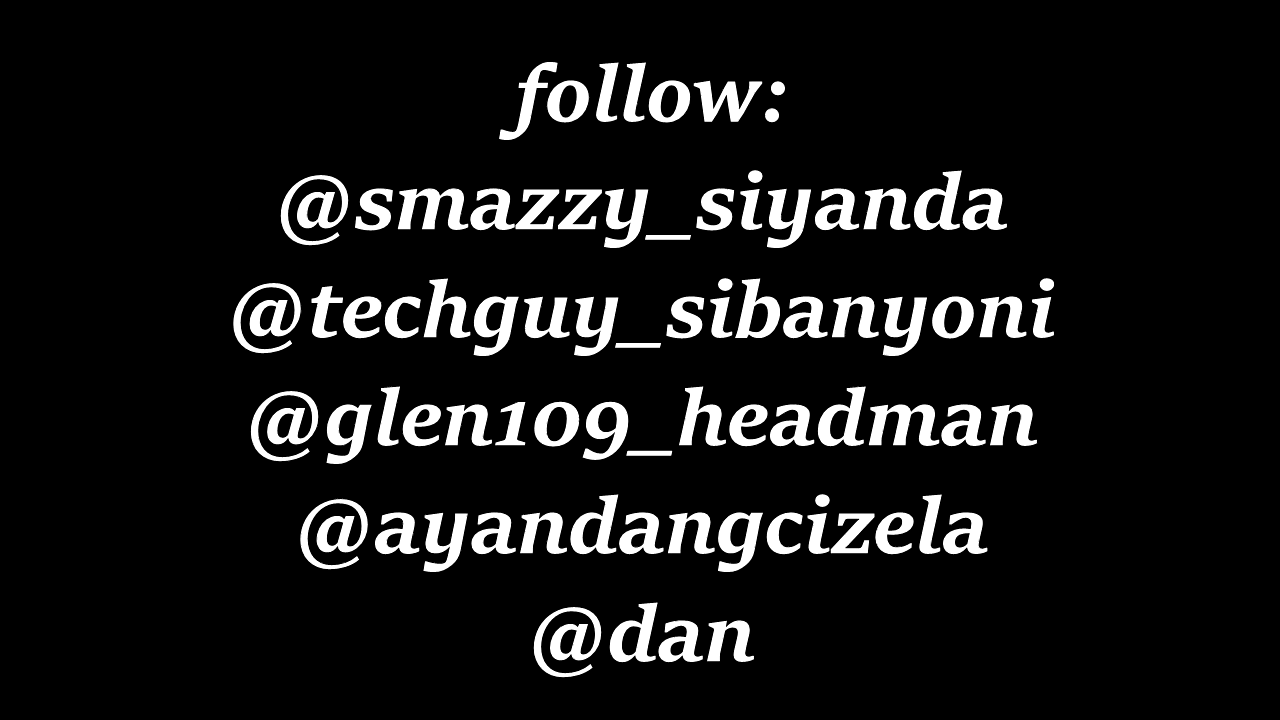 follow:
@smazzy_siyanda
@techguy_sibanyoni
@glen109_headman
@ayandangcizela
@dan